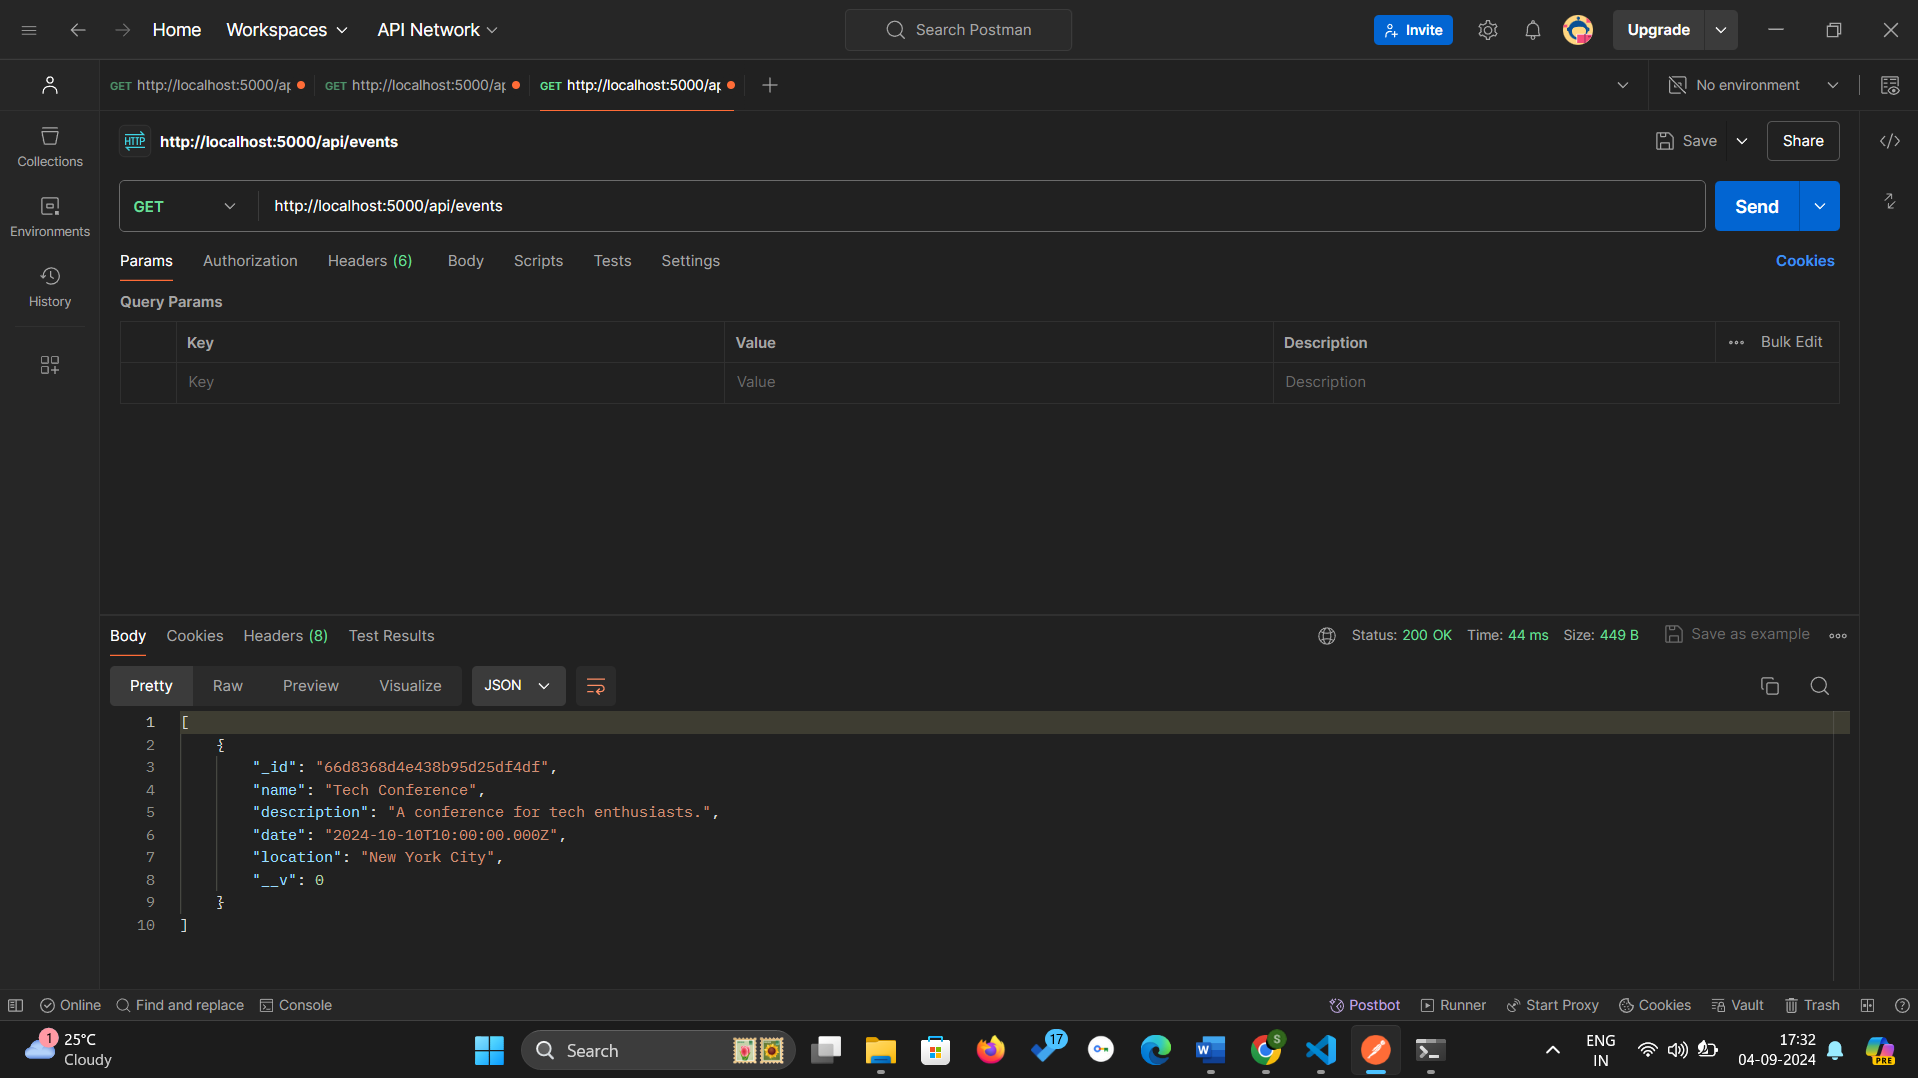 Home Workspaces API Network Search Postman Invite Upgrade
GET http://localhost:5000/ap GET http://localhost:5000/ap GET http://localhost:5000/ap No environment
HTTP http://localhost:5000/api/events Save Share
Collections
GET http://localhost:5000/api/events Send
Environments
Params Authorization Headers (6) Body Scripts Tests Settings Cookies
History
Query Params
Key Value Description Bulk Edit
Key Value Description
Body Cookies Headers (8) Test Results Status: 200 OK Time: 44 ms Size: 449 B Save as example
Pretty Raw Preview Visualize JSON
1 [
2 {
3 "_id": "66d8368d4e438b95d25df4df",
4 "name": "Tech Conference",
5 "description": "A conference for tech enthusiasts.",
6 "date": "2024-10-10T10:00:00.000Z",
7 "location": "New York City",
8 "__v": 0
9 }
10 ]
Online Find and replace Console Postbot Runner Start Proxy Cookies Vault Trash
1 25°C
Cloudy
Search
17
S
PRE
ENG
IN
17:32
04-09-2024